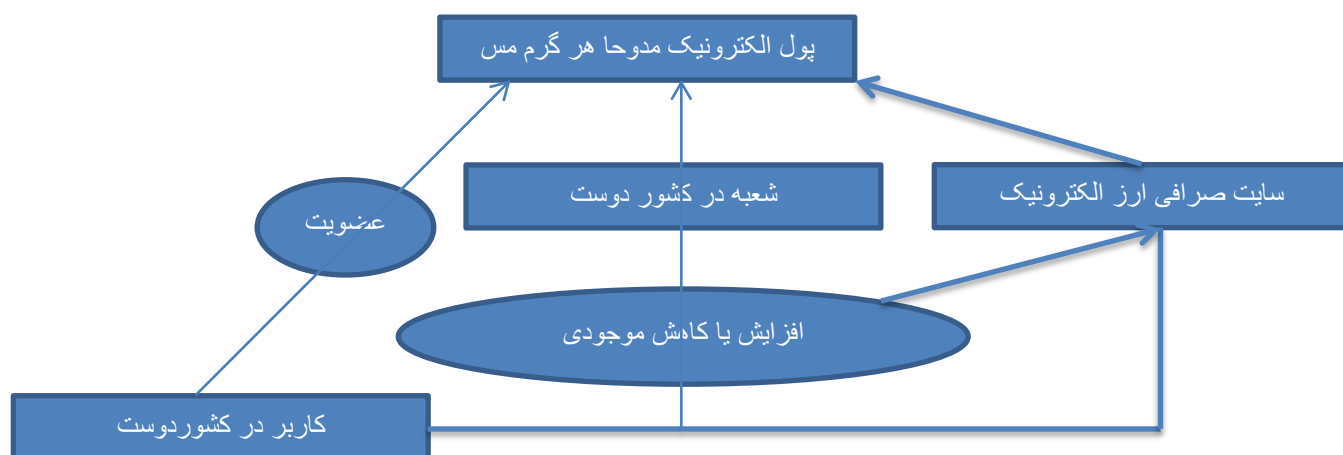 پول الکترونیک مدوحا هر گرم مس
شعبه در کشور دوست
سایت صرافی ارز الکترونیک
عضویت
افزایش یا کاهش موجودی
کاربر در کشوردوست